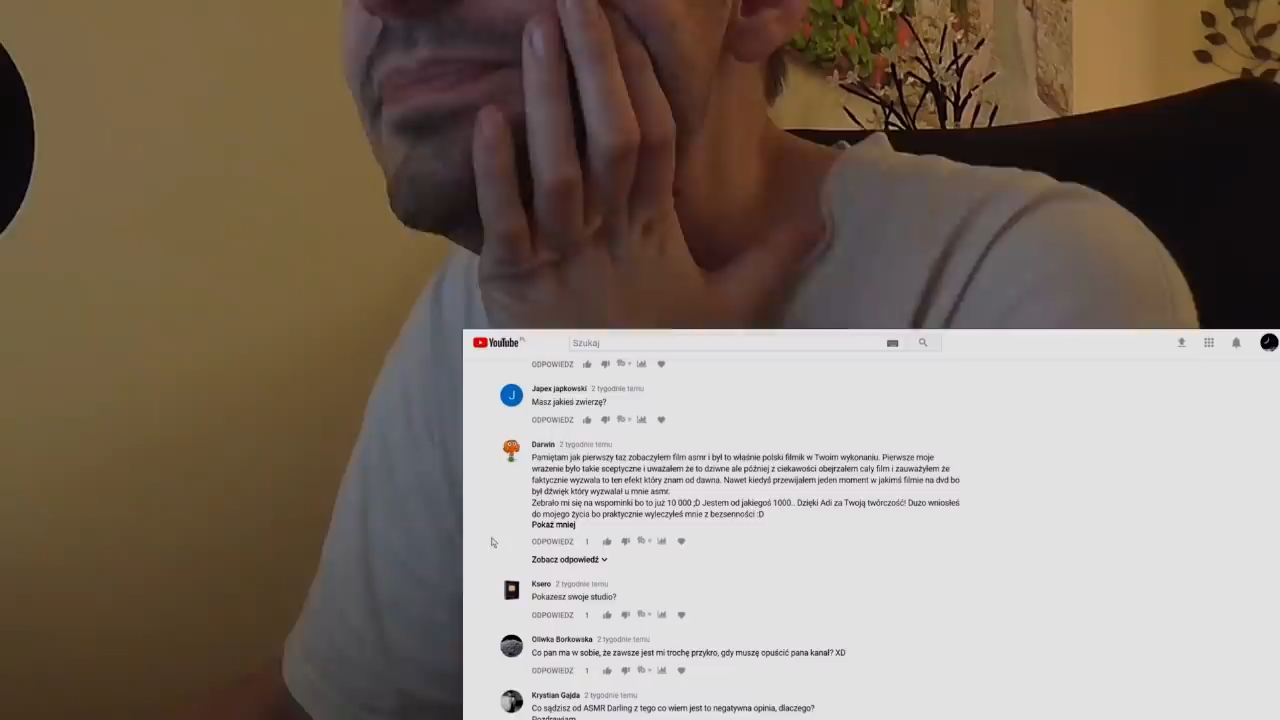 YouTube PL
Szukaj
ODPOWIEDZ
Japex japkowski 2 tygodnie temu
Masz jakieś zwierzę?
ODPOWIEDZ
Darwin 2 tygodnie temu
Pamiętam jak pierwszy taz zobaczyłem film asmr i był to właśnie polski filmik w Twoim wykonaniu. Pierwsze moje
wrażenie było takie sceptyczne i uważałem że to dziwne ale później z ciekawości obejrzałem cały film i zauważyłem że
faktycznie wyzwala to ten efekt który znam od dawna. Nawet kiedyś przewijałem jeden moment w jakimś filmie na dvd bo
był dźwięk który wyzwalał u mnie asmr.
Zebrało mi się na wspominki bo to już 10 000 ;D Jestem od jakiegoś 1000.. Dzięki Adi za Twoją twórczość! Duzo wniosłeś
do mojego życia bo praktycznie wyleczyłeś mnie z bezsenności :D
Pokaż mniej
ODPOWIEDZ 1
Zobacz odpowiedź
Ksero 2 tygodnie temu
Pokazesz swoje studio?
ODPOWIEDZ 1
Oliwka Borkowska 2 tygodnie temu
Co pan ma w sobie, że zawsze jest mi trochę przykro, gdy muszę opuścić pana kanał? XD
ODPOWIEDZ 1
Krystian Gajda 2 tygodnie temu
Co sądzisz od ASMR Darling z tego co wiem jest to negatywna opinia, dlaczego?
Pozdrawiam